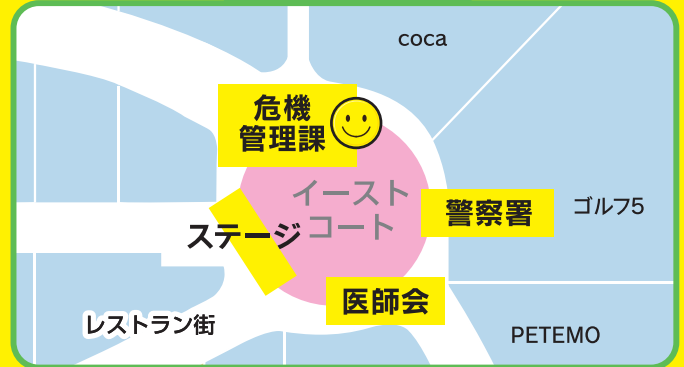 coca
危機
管理課
イースト
コート
警察署
ゴルフ5
ステージ
医師会
レストラン街
PETEMO